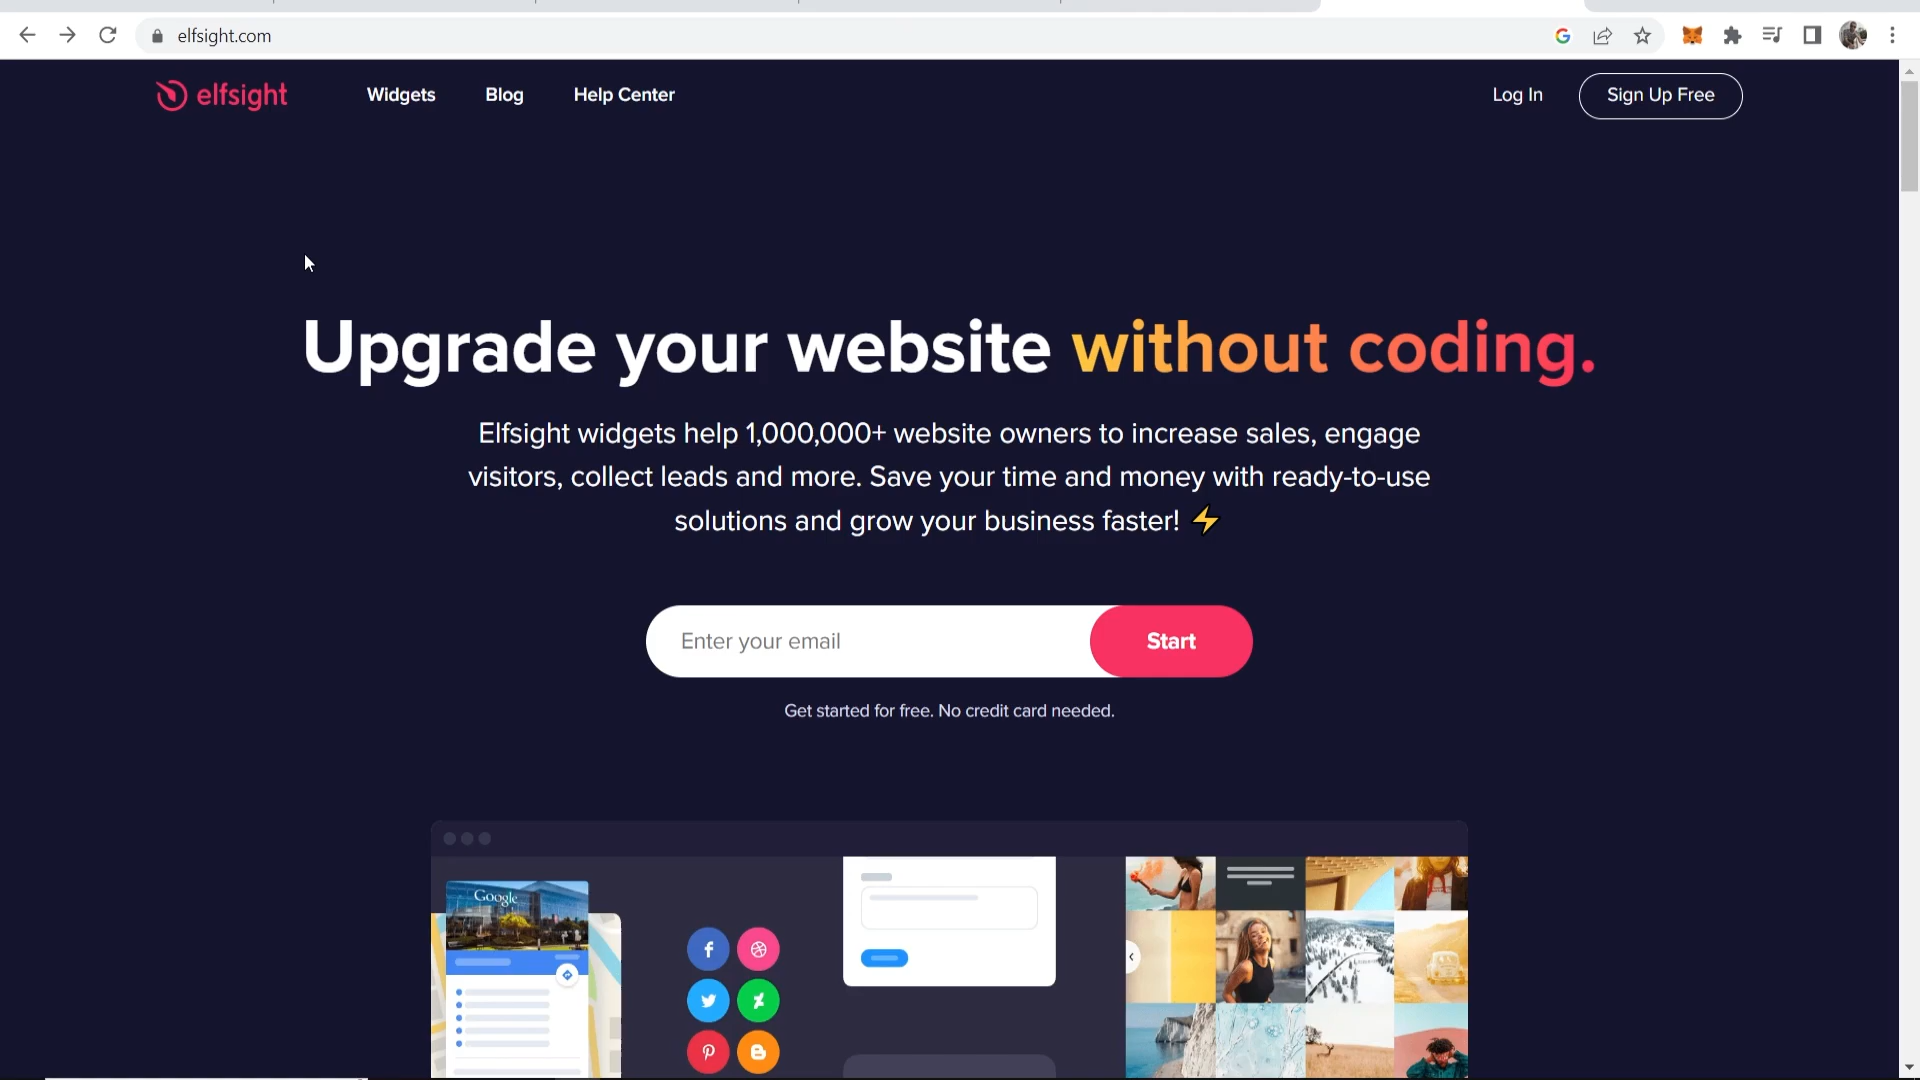 elfsight.com
elfsight
Widgets
Blog
Help Center
Log In
Sign Up Free
Upgrade your website without coding.
Elfsight widgets help 1,000,000+ website owners to increase sales, engage
visitors, collect leads and more. Save your time and money with ready-to-use
solutions and grow your business faster! ⚡
Enter your email
Start
Get started for free. No credit card needed.
Google